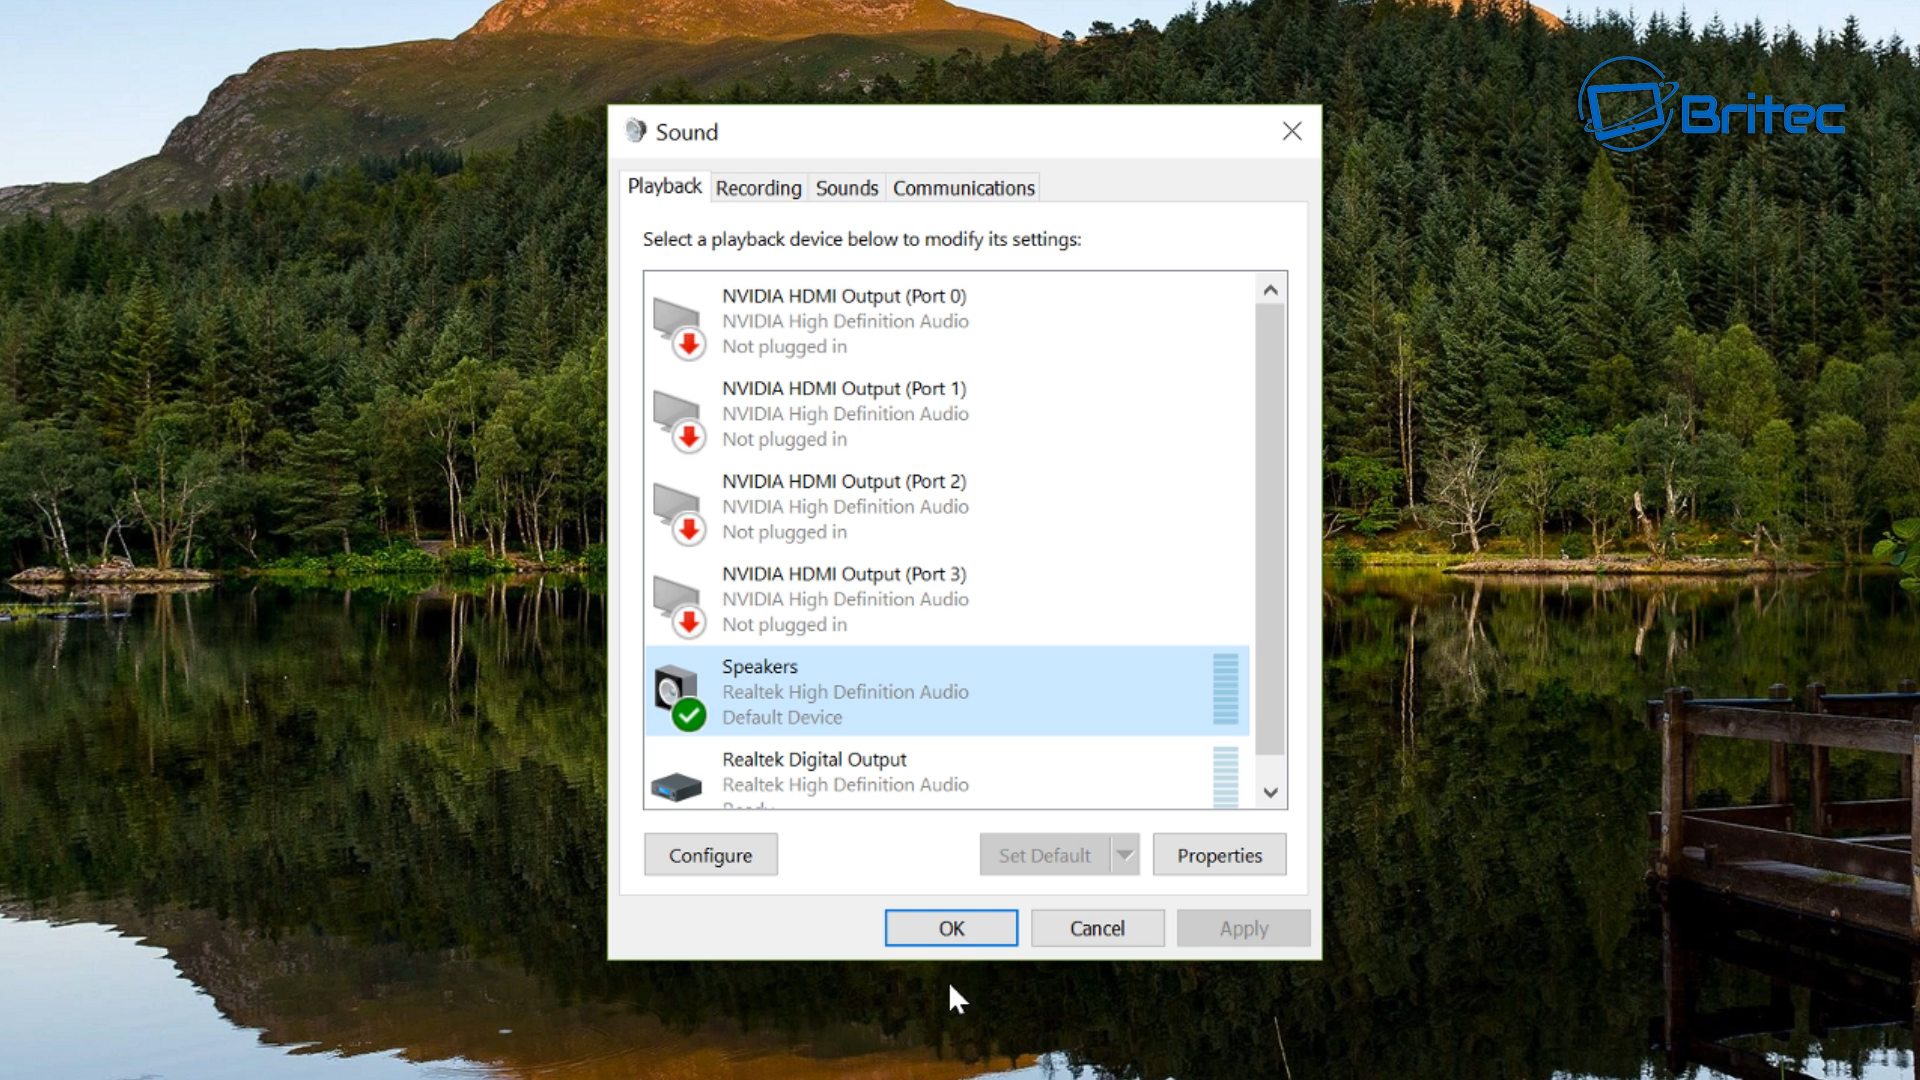 Britec
Sound
Playback Recording Sounds Communications
Select a playback device below to modify its settings:
NVIDIA HDMI Output (Port 0)
NVIDIA High Definition Audio
Not plugged in
NVIDIA HDMI Output (Port 1)
NVIDIA High Definition Audio
Not plugged in
NVIDIA HDMI Output (Port 2)
NVIDIA High Definition Audio
Not plugged in
NVIDIA HDMI Output (Port 3)
NVIDIA High Definition Audio
Not plugged in
Speakers
Realtek High Definition Audio
Default Device
Realtek Digital Output
Realtek High Definition Audio
Ready
Configure Set Default Properties
OK Cancel Apply